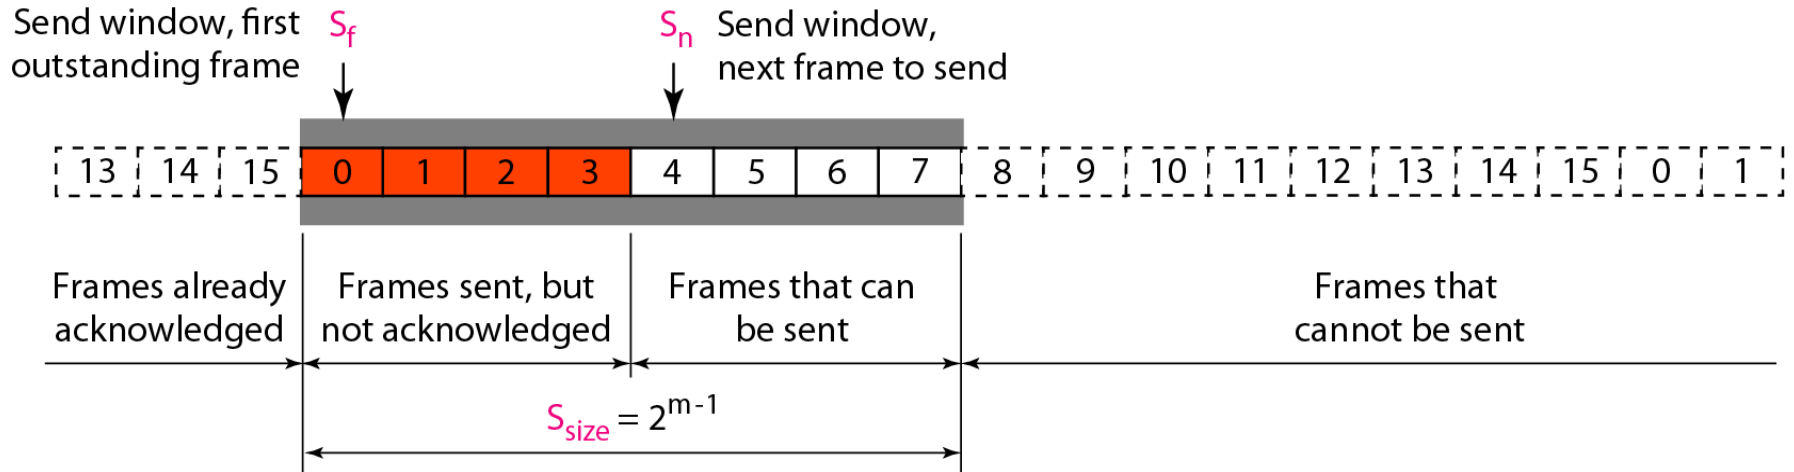 Send window, first
outstanding frame
Sf
Sn
Send window,
next frame to send
13 14 15 0 1 2 3 4 5 6 7 8 9 10 11 12 13 14 15 0 1
Frames already
acknowledged
Frames sent, but
not acknowledged
Frames that can
be sent
Frames that
cannot be sent
Ssize = 2^m-1